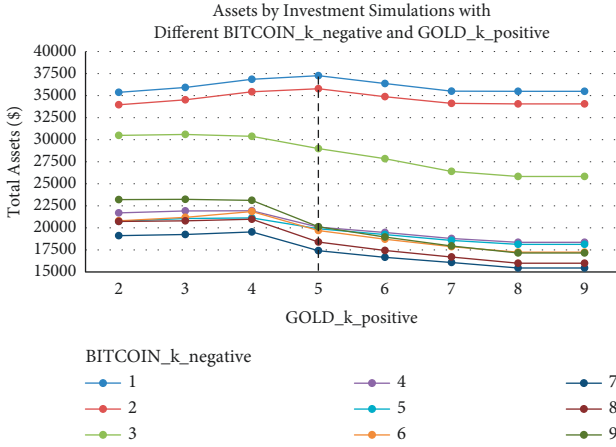 Assets by Investment Simulations with
Different BITCOIN_k_negative and GOLD_k_positive
40000
37500
35000
32500
30000
27500
25000
22500
20000
17500
15000
Total Assets ($)
2 3 4 5 6 7 8 9
GOLD_k_positive
BITCOIN_k_negative
1 4 7
2 5 8
3 6 9